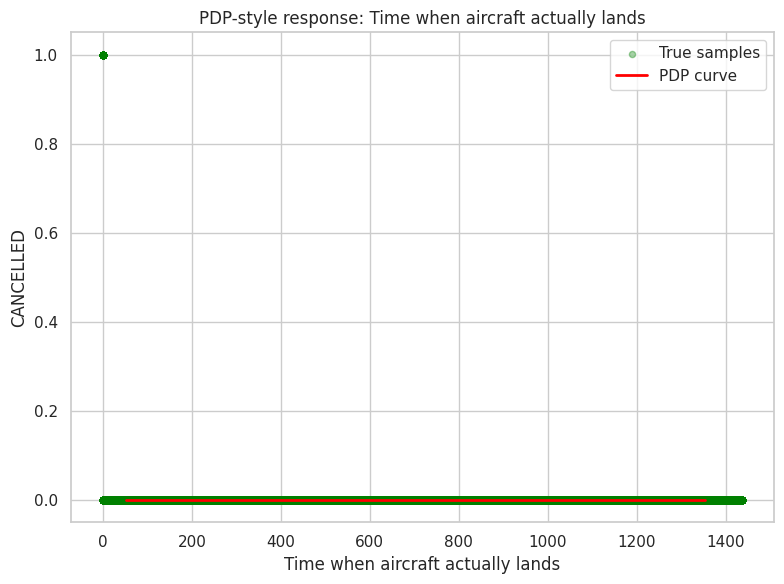 PDP-style response: Time when aircraft actually lands
True samples
PDP curve
CANCELLED
1.0
0.8
0.6
0.4
0.2
0.0
0 200 400 600 800 1000 1200 1400
Time when aircraft actually lands